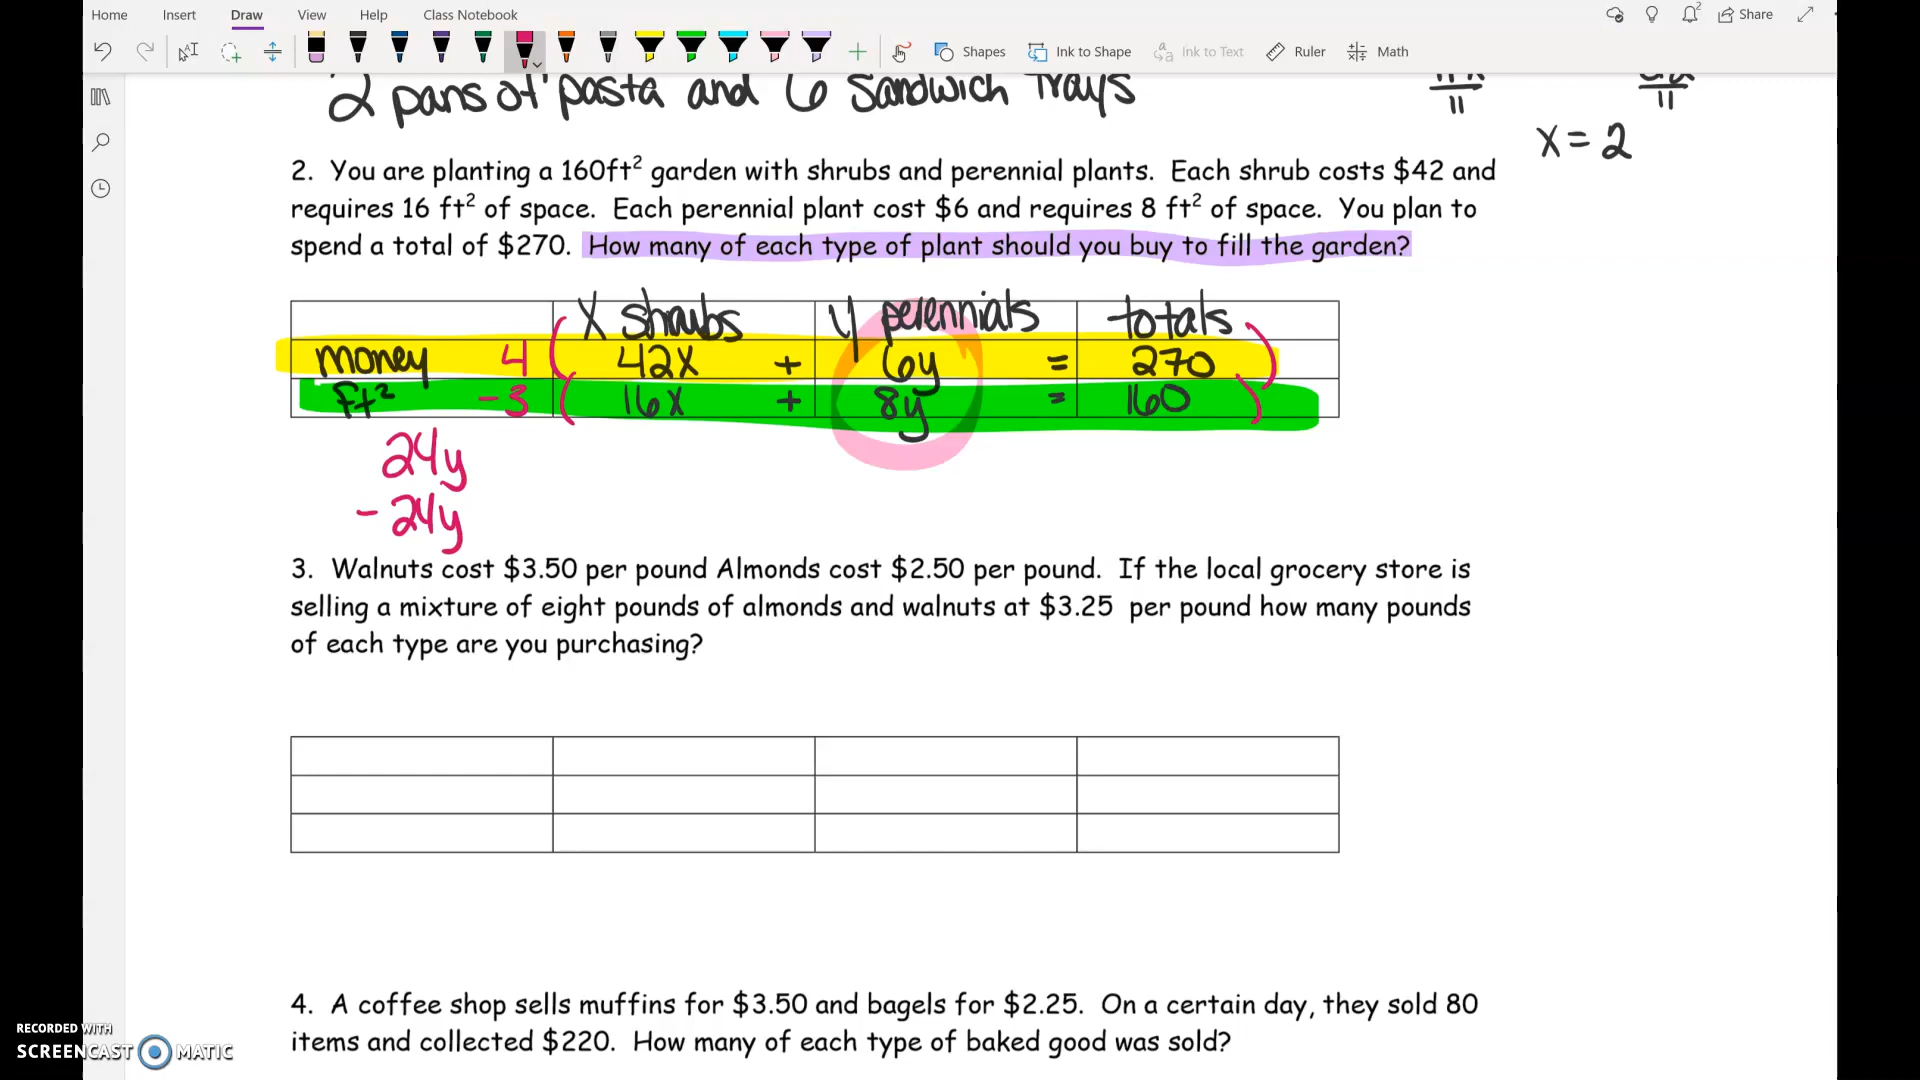 Home Insert Draw View Help Class Notebook Share
2
Shapes Ink to Shape Ink to Text Ruler Math
2 pans of pasta and 6 sandwich trays
11 11
x = 2
2. You are planting a 160ft² garden with shrubs and perennial plants. Each shrub costs $42 and
requires 16 ft² of space. Each perennial plant cost $6 and requires 8 ft² of space. You plan to
spend a total of $270. How many of each type of plant should you buy to fill the garden?
x shrubs y perennials totals
money 4 ( 42x + 6y = 270 )
ft² -3 ( 16x + 8y = 160 )
24y
- 24y
3. Walnuts cost $3.50 per pound Almonds cost $2.50 per pound. If the local grocery store is
selling a mixture of eight pounds of almonds and walnuts at $3.25 per pound how many pounds
of each type are you purchasing?
4. A coffee shop sells muffins for $3.50 and bagels for $2.25. On a certain day, they sold 80
items and collected $220. How many of each type of baked good was sold?
RECORDED WITH
SCREENCAST MATIC